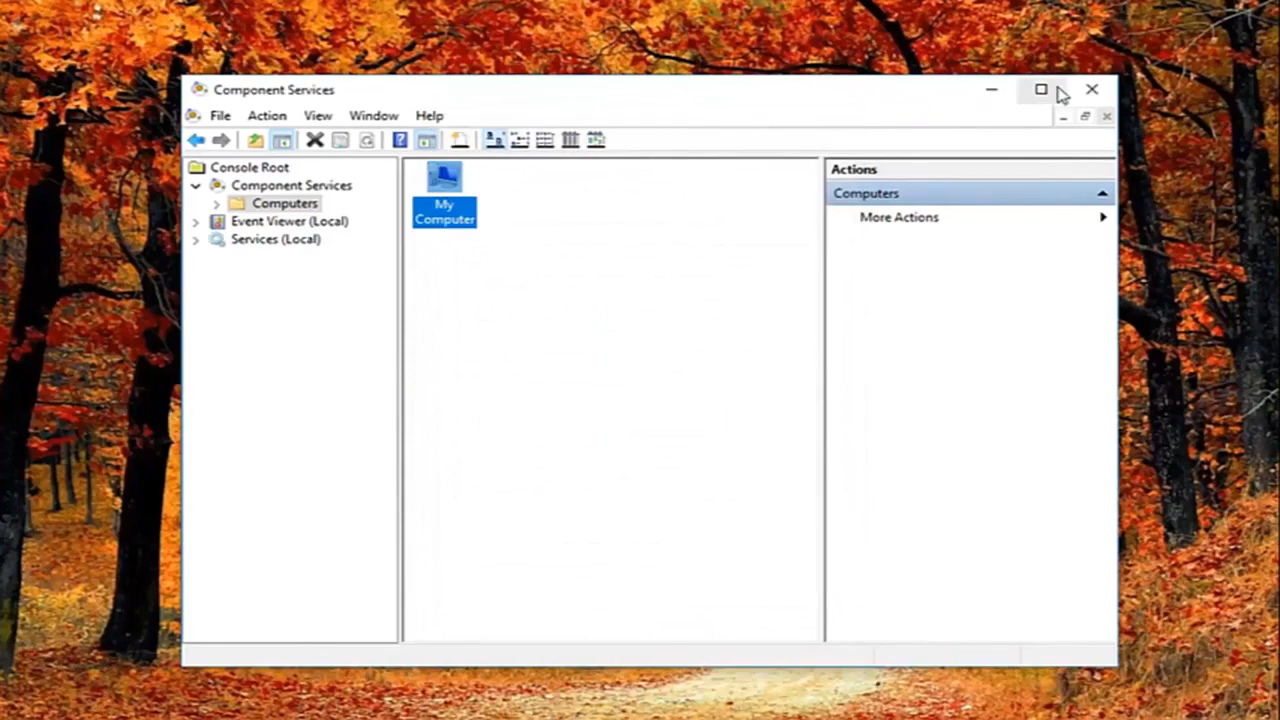 Component Services
File Action View Window Help
Console Root
Component Services
Computers
Event Viewer (Local)
Services (Local)
My
Computer
Actions
Computers
More Actions